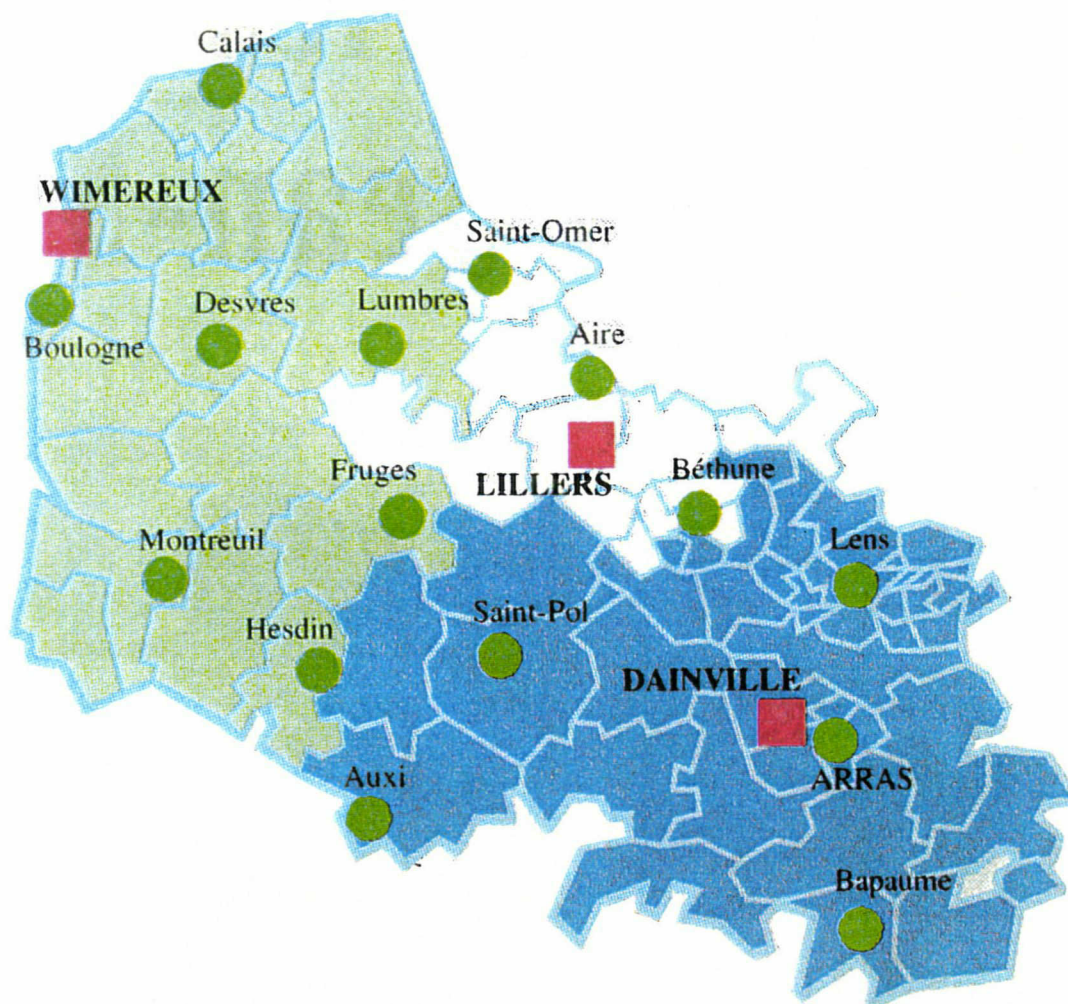 Calais
WIMEREUX
Saint-Omer
Desvres
Lumbres
Boulogne
Aire
Fruges
LILLERS
Béthune
Montreuil
Lens
Hesdin
Saint-Pol
DAINVILLE
Auxi
ARRAS
Bapaume